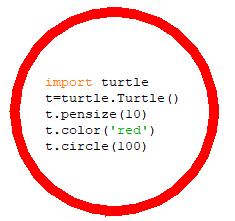 import turtle
t=turtle.Turtle()
t.pensize(10)
t.color('red')
t.circle(100)